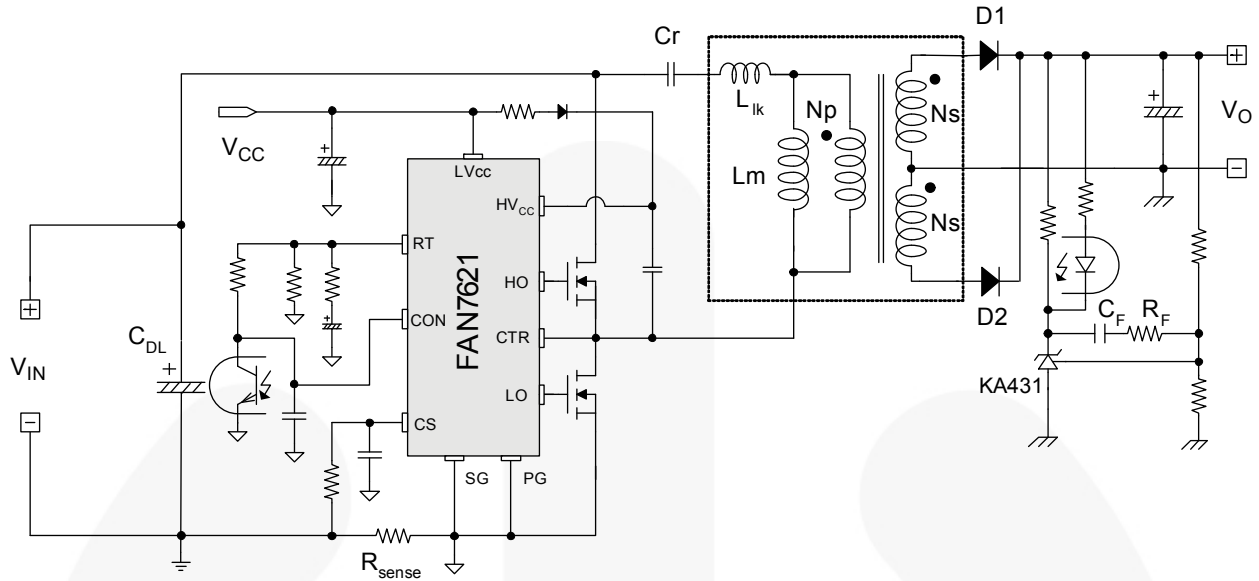 D1
Cr
L_lk
Np
Ns
V_O
V_CC
LVcc
Lm
HV_CC
Ns
RT
HO
CON
FAN7621
CTR
D2
C_F
R_F
C_DL
V_IN
LO
KA431
CS
SG
PG
R_sense